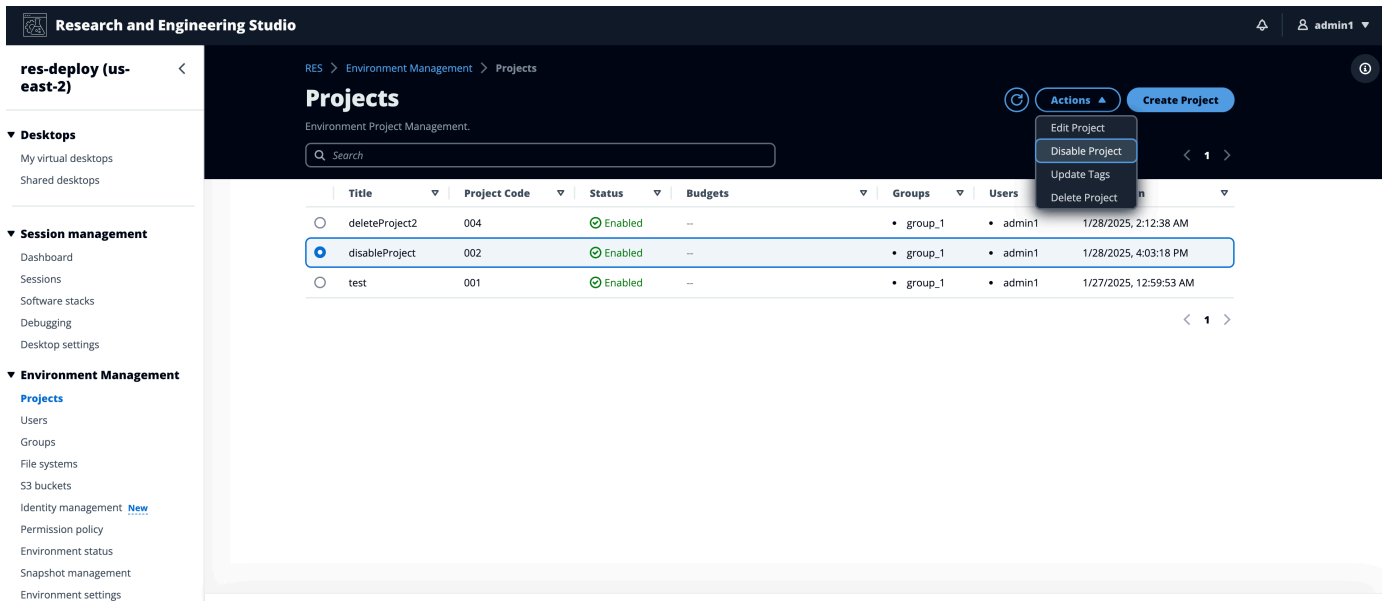 Research and Engineering Studio
admin1
res-deploy (us-east-2)
Desktops
My virtual desktops
Shared desktops
Session management
Dashboard
Sessions
Software stacks
Debugging
Desktop settings
Environment Management
Projects
Users
Groups
File systems
S3 buckets
Identity management New
Permission policy
Environment status
Snapshot management
Environment settings
RES > Environment Management > Projects
Projects
Actions Create Project
Environment Project Management.
Edit Project
Disable Project
Update Tags
Delete Project
Search
< 1 >
Title Project Code Status Budgets Groups Users
deleteProject2 004 Enabled -- • group_1 • admin1 1/28/2025, 2:12:38 AM
disableProject 002 Enabled -- • group_1 • admin1 1/28/2025, 4:03:18 PM
test 001 Enabled -- • group_1 • admin1 1/27/2025, 12:59:53 AM
< 1 >